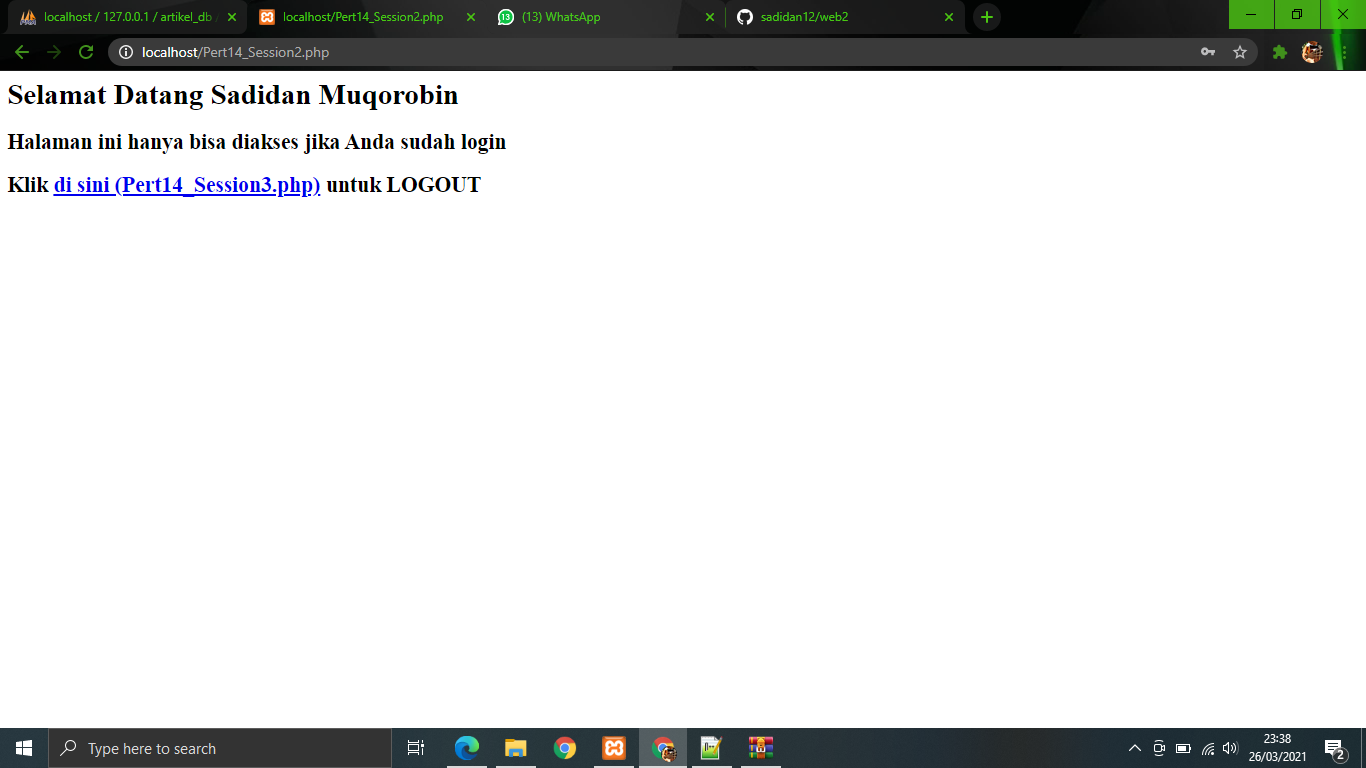 localhost / 127.0.0.1 / artikel_db /
localhost/Pert14_Session2.php
13
(13) WhatsApp
sadidan12/web2
localhost/Pert14_Session2.php
Selamat Datang Sadidan Muqorobin
Halaman ini hanya bisa diakses jika Anda sudah login
Klik di sini (Pert14_Session3.php) untuk LOGOUT
Type here to search
23:38
26/03/2021
2